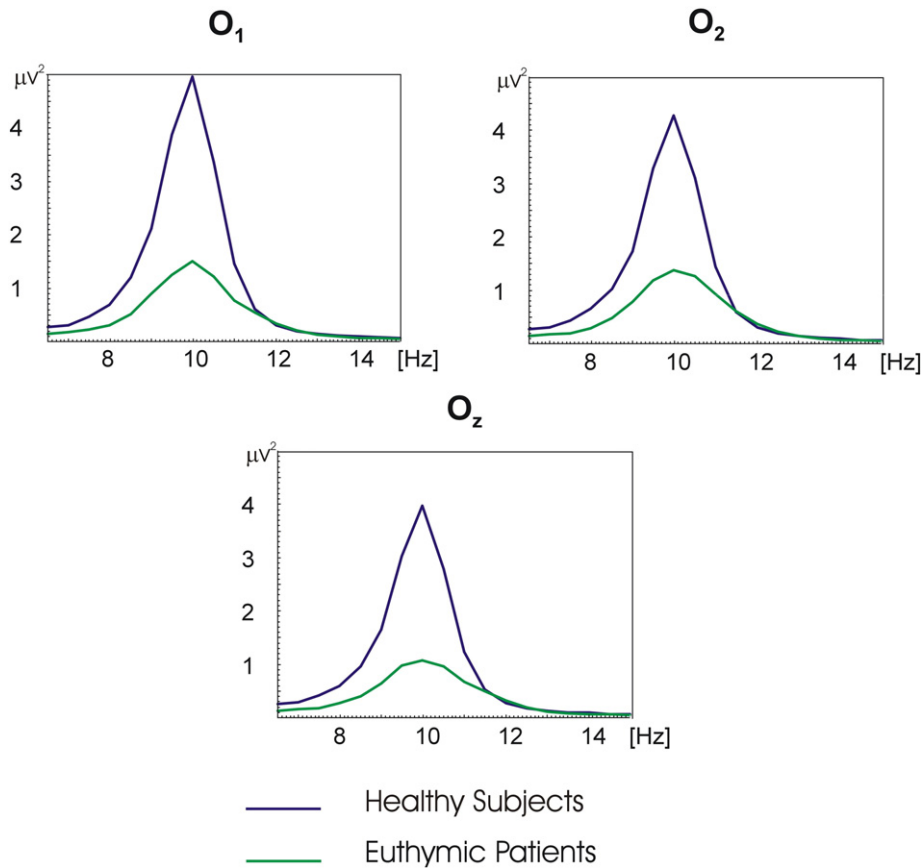 O₁
μV²
4
3
2
1
8 10 12 14 [Hz]
O₂
μV²
4
3
2
1
8 10 12 14 [Hz]
O_z
μV²
4
3
2
1
8 10 12 14 [Hz]
Healthy Subjects
Euthymic Patients